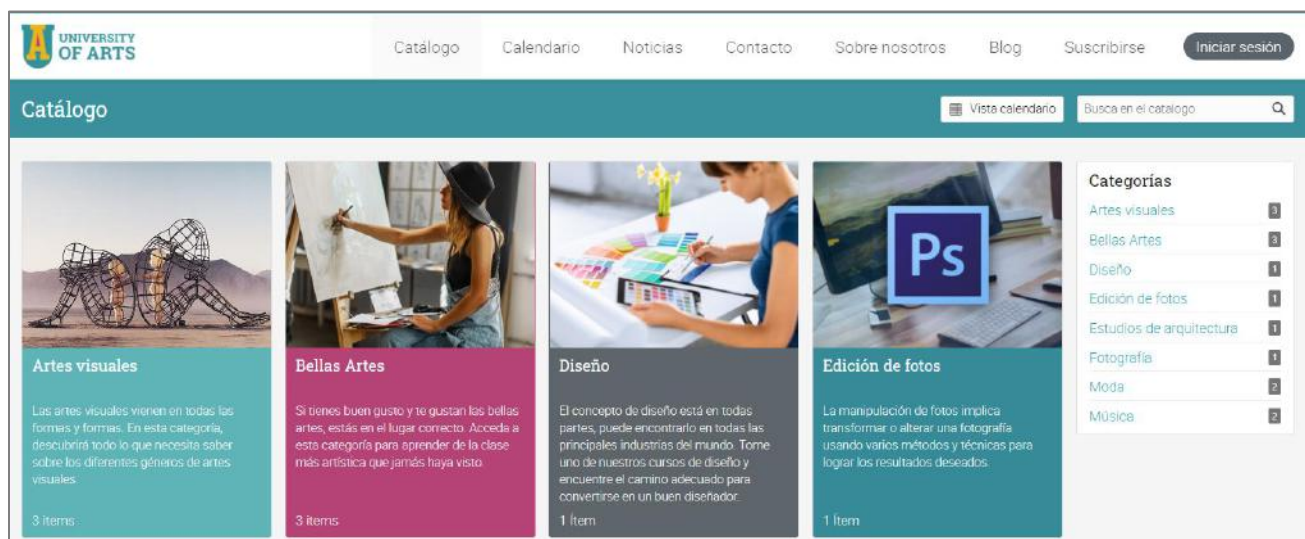 UNIVERSITY
OF ARTS
Catálogo
Calendario
Noticias
Contacto
Sobre nosotros
Blog
Suscribirse
Iniciar sesión
Catálogo
Vista calendario
Busca en el catalogo
Ps
Artes visuales
Las artes visuales vienen en todas las
formas y formas. En esta categoría,
descubrirá todo lo que necesita saber
sobre los diferentes géneros de artes
visuales.
3 ítems
Bellas Artes
Si tienes buen gusto y te gustan las bellas
artes, estás en el lugar correcto. Acceda a
esta categoría para aprender de la clase
más artística que jamás haya visto.
3 ítems
Diseño
El concepto de diseño está en todas
partes, puede encontrarlo en todas las
principales industrias del mundo. Tome
uno de nuestros cursos de diseño y
encuentre el camino adecuado para
convertirse en un buen diseñador.
1 Ítem
Edición de fotos
La manipulación de fotos implica
transformar o alterar una fotografía
usando varios métodos y técnicas para
lograr los resultados deseados.
1 Ítem
Categorías
Artes visuales 3
Bellas Artes 3
Diseño 1
Edición de fotos 1
Estudios de arquitectura 1
Fotografía 1
Moda 2
Música 2